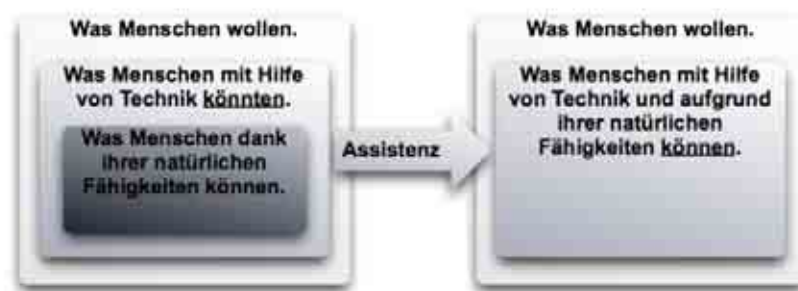 Was Menschen wollen.
Was Menschen mit Hilfe
von Technik könnten.
Was Menschen dank
ihrer natürlichen
Fähigkeiten können.
Assistenz
Was Menschen wollen.
Was Menschen mit Hilfe
von Technik und aufgrund
ihrer natürlichen
Fähigkeiten können.